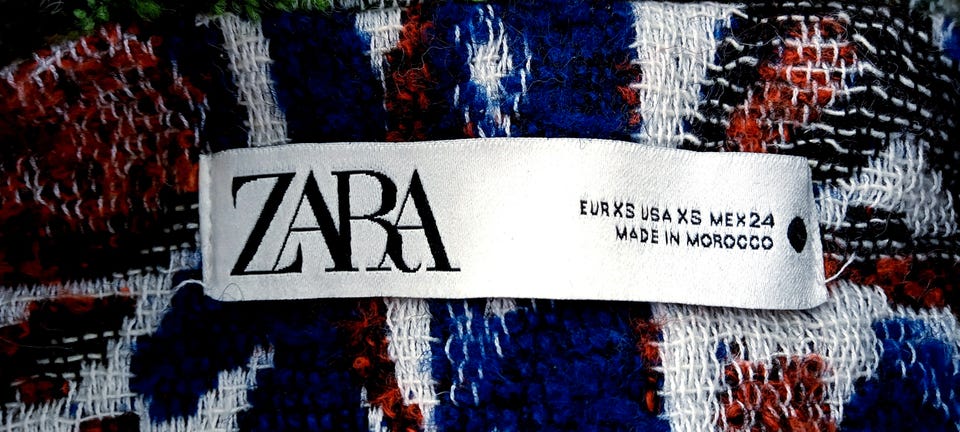 ZARA
EUR XS USA XS MEX 24
MADE IN MOROCCO